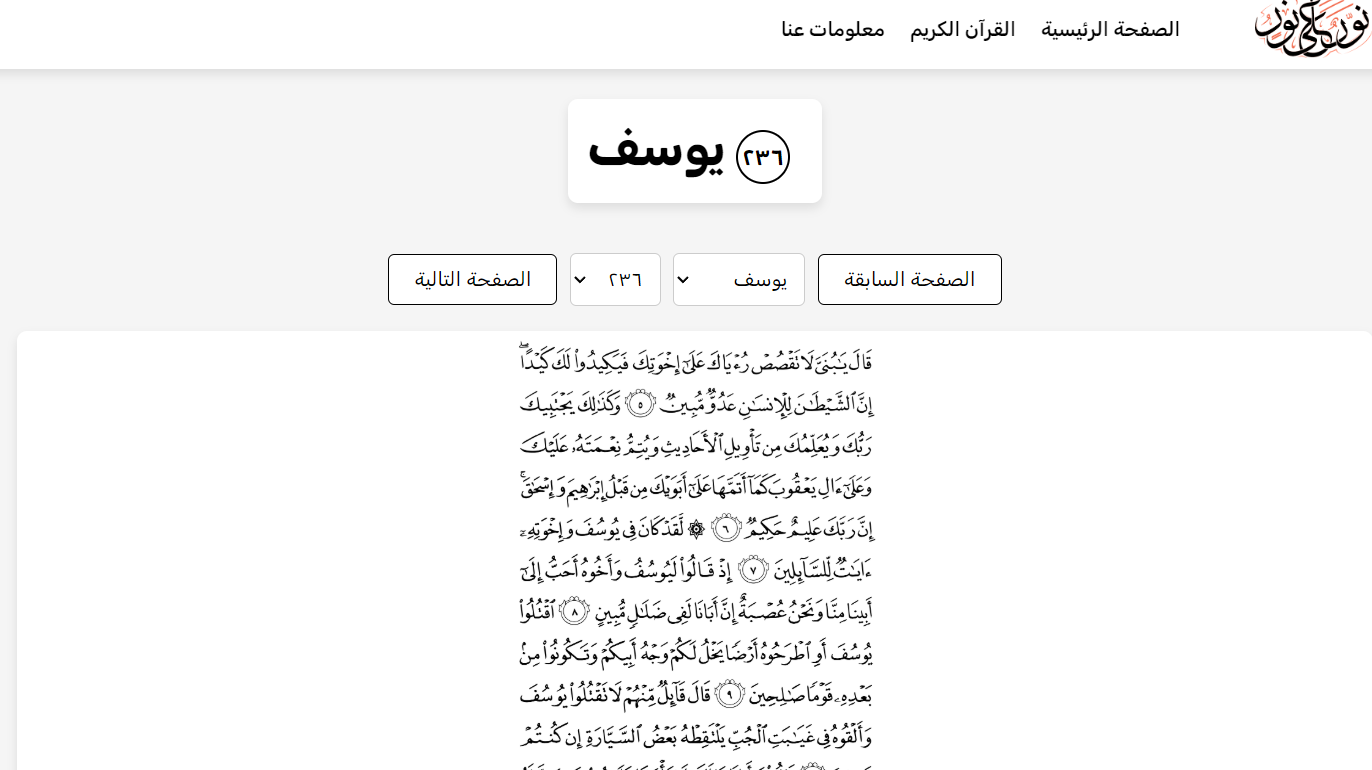 نور على نور
الصفحة الرئيسية
القرآن الكريم
معلومات عنا
٢٣٦ يوسف
الصفحة السابقة
يوسف
٢٣٦
الصفحة التالية
قَالَ يَٰبُنَيَّ لَا تَقۡصُصۡ رُءۡيَاكَ عَلَىٰٓ إِخۡوَتِكَ فَيَكِيدُواْ لَكَ كَيۡدًاۖ
إِنَّ ٱلشَّيۡطَٰنَ لِلۡإِنسَٰنِ عَدُوّٞ مُّبِينٞ ٥ وَكَذَٰلِكَ يَجۡتَبِيكَ
رَبُّكَ وَيُعَلِّمُكَ مِن تَأۡوِيلِ ٱلۡأَحَادِيثِ وَيُتِمُّ نِعۡمَتَهُۥ عَلَيۡكَ
وَعَلَىٰٓ ءَالِ يَعۡقُوبَ كَمَآ أَتَمَّهَا عَلَىٰٓ أَبَوَيۡكَ مِن قَبۡلُ إِبۡرَٰهِيمَ وَإِسۡحَٰقَۚ
إِنَّ رَبَّكَ عَلِيمٌ حَكِيمٞ ٦ ۞ لَّقَدۡ كَانَ فِي يُوسُفَ وَإِخۡوَتِهِۦٓ
ءَايَٰتٞ لِّلسَّآئِلِينَ ٧ إِذۡ قَالُواْ لَيُوسُفُ وَأَخُوهُ أَحَبُّ إِلَىٰٓ
أَبِينَا مِنَّا وَنَحۡنُ عُصۡبَةٌ إِنَّ أَبَانَا لَفِي ضَلَٰلٖ مُّبِينٍ ٨ ٱقۡتُلُواْ
يُوسُفَ أَوِ ٱطۡرَحُوهُ أَرۡضٗا يَخۡلُ لَكُمۡ وَجۡهُ أَبِيكُمۡ وَتَكُونُواْ مِنۢ
بَعۡدِهِۦ قَوۡمٗا صَٰلِحِينَ ٩ قَالَ قَآئِلٞ مِّنۡهُمۡ لَا تَقۡتُلُواْ يُوسُفَ
وَأَلۡقُوهُ فِي غَيَٰبَتِ ٱلۡجُبِّ يَلۡتَقِطۡهُ بَعۡضُ ٱلسَّيَّارَةِ إِن كُنتُمۡ